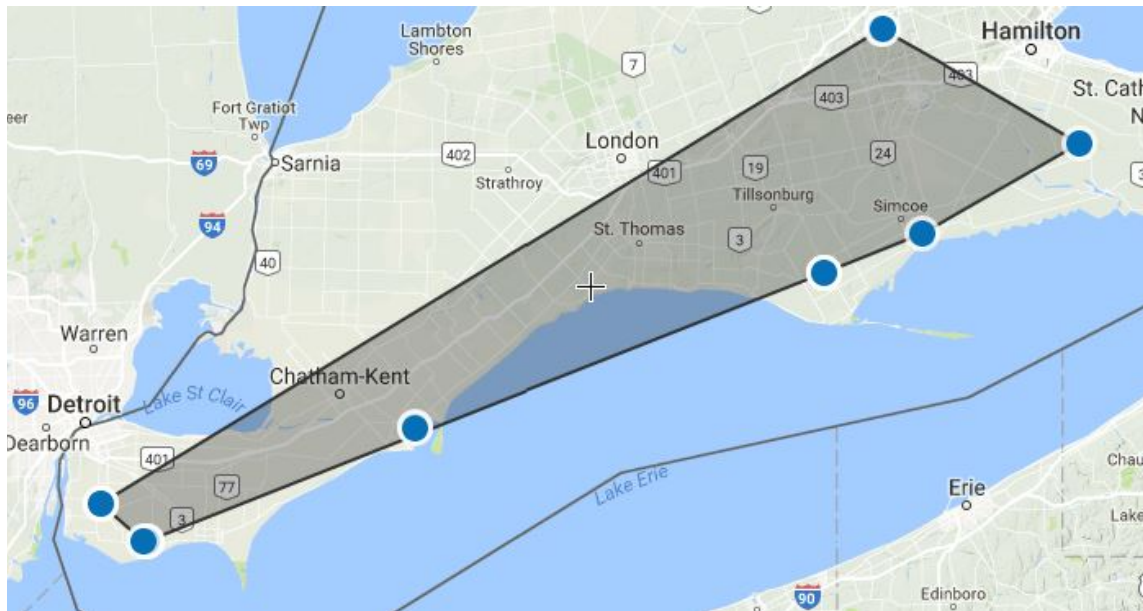 Lambton
Shores
7
Hamilton
403
403
St. Cath
N
eer
Fort Gratiot
Twp
Sarnia
69
402
London
401
19
24
3
Strathroy
Tillsonburg
Simcoe
94
St. Thomas
3
40
Warren
Chatham-Kent
Lake St Clair
96
Detroit
Dearborn
401
77
3
Lake Erie
Erie
Chau
Lake
90
Edinboro